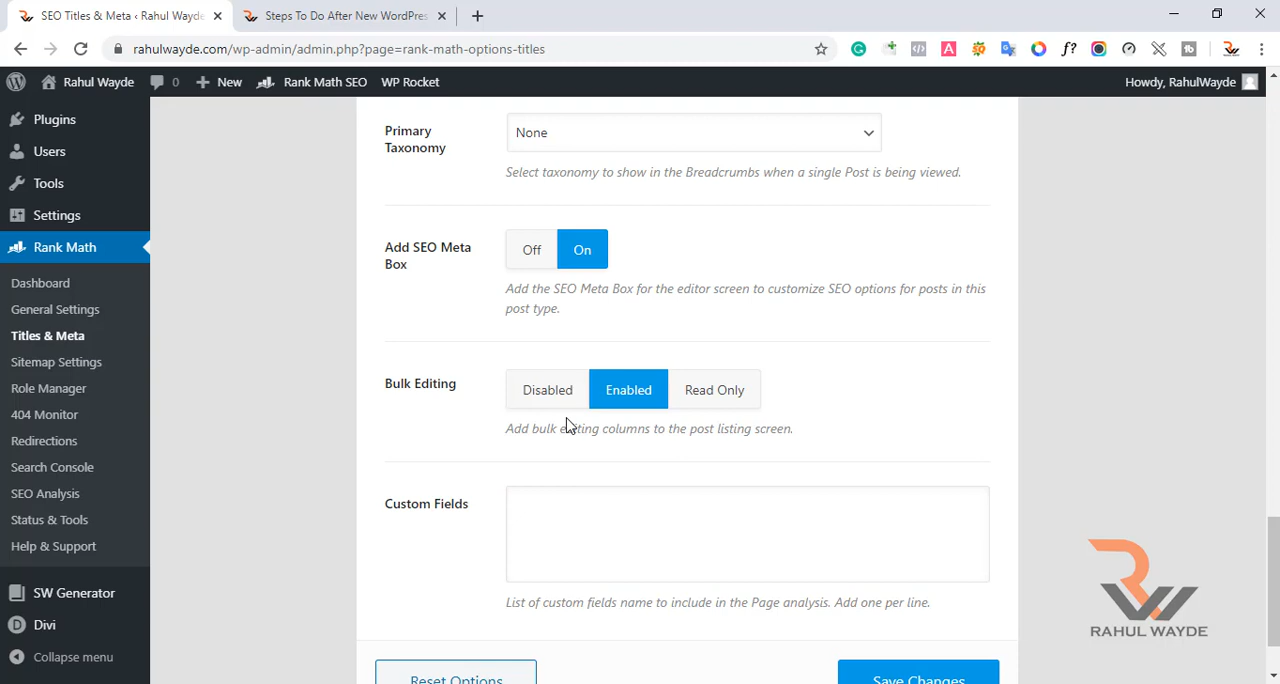 SEO Titles & Meta ‹ Rahul Wayde
Steps To Do After New WordPres
rahulwayde.com/wp-admin/admin.php?page=rank-math-options-titles
Rahul Wayde
0
New
Rank Math SEO
WP Rocket
Howdy, RahulWayde
Plugins
Users
Tools
Settings
Rank Math
Dashboard
General Settings
Titles & Meta
Sitemap Settings
Role Manager
404 Monitor
Redirections
Search Console
SEO Analysis
Status & Tools
Help & Support
SW Generator
Divi
Collapse menu
Primary
Taxonomy
None
Select taxonomy to show in the Breadcrumbs when a single Post is being viewed.
Add SEO Meta
Box
Off
On
Add the SEO Meta Box for the editor screen to customize SEO options for posts in this
post type.
Bulk Editing
Disabled
Enabled
Read Only
Add bulk editing columns to the post listing screen.
Custom Fields
List of custom fields name to include in the Page analysis. Add one per line.
Reset Options
Save Changes
RAHUL WAYDE